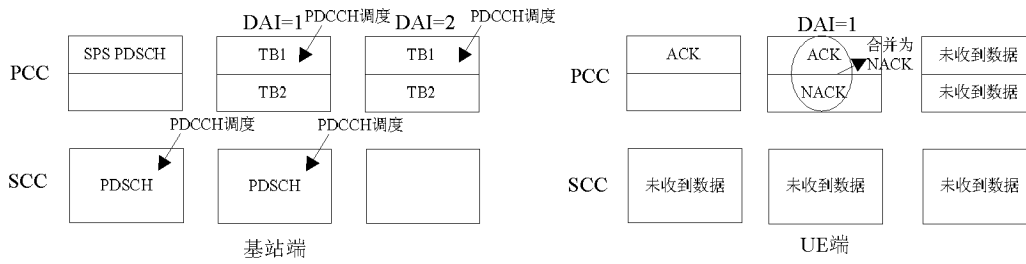 DAI=1
PDCCH调度
DAI=2
PDCCH调度
PCC
SPS PDSCH
TB1
TB1
TB2
TB2
PDCCH调度
PDCCH调度
SCC
PDSCH
PDSCH
基站端
DAI=1
PCC
ACK
ACK
合并为
NACK
未收到数据
NACK
未收到数据
SCC
未收到数据
未收到数据
未收到数据
UE端